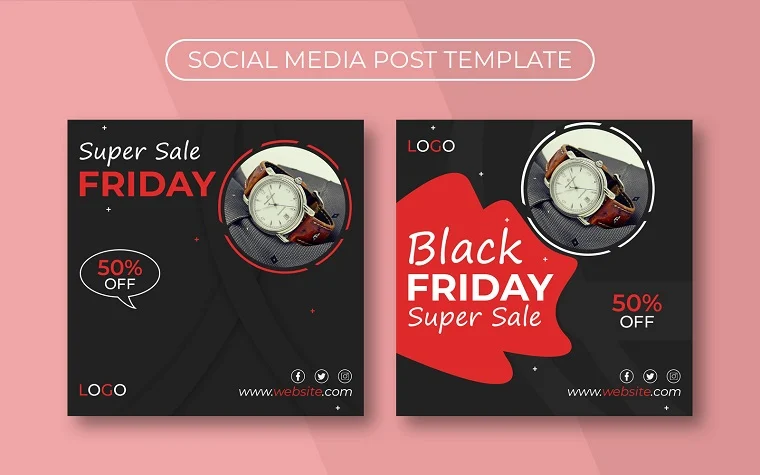 SOCIAL MEDIA POST TEMPLATE
Super Sale
FRIDAY
50%
OFF
LOGO
www.website.com
LOGO
Black
FRIDAY
Super Sale
50%
OFF
www.website.com